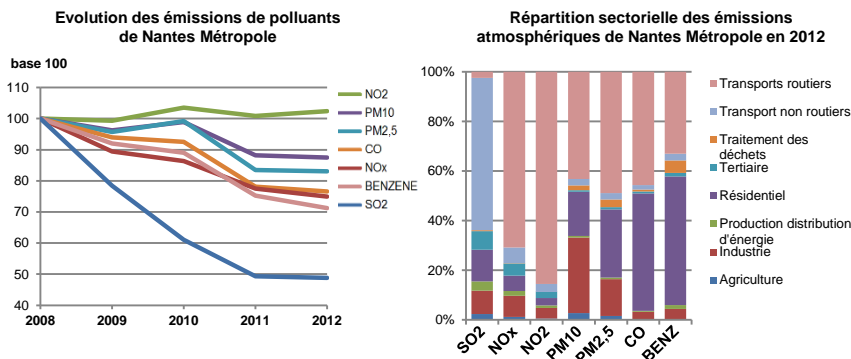 Evolution des émissions de polluants
de Nantes Métropole
base 100
110
100
90
80
70
60
50
40
2008
2009
2010
2011
2012
NO2
PM10
PM2,5
CO
NOx
BENZENE
SO2
Répartition sectorielle des émissions
atmosphériques de Nantes Métropole en 2012
100%
80%
60%
40%
20%
0%
SO2
NOx
NO2
PM10
PM2,5
CO
BENZ
Transports routiers
Transport non routiers
Traitement des
déchets
Tertiaire
Résidentiel
Production distribution
d'énergie
Industrie
Agriculture